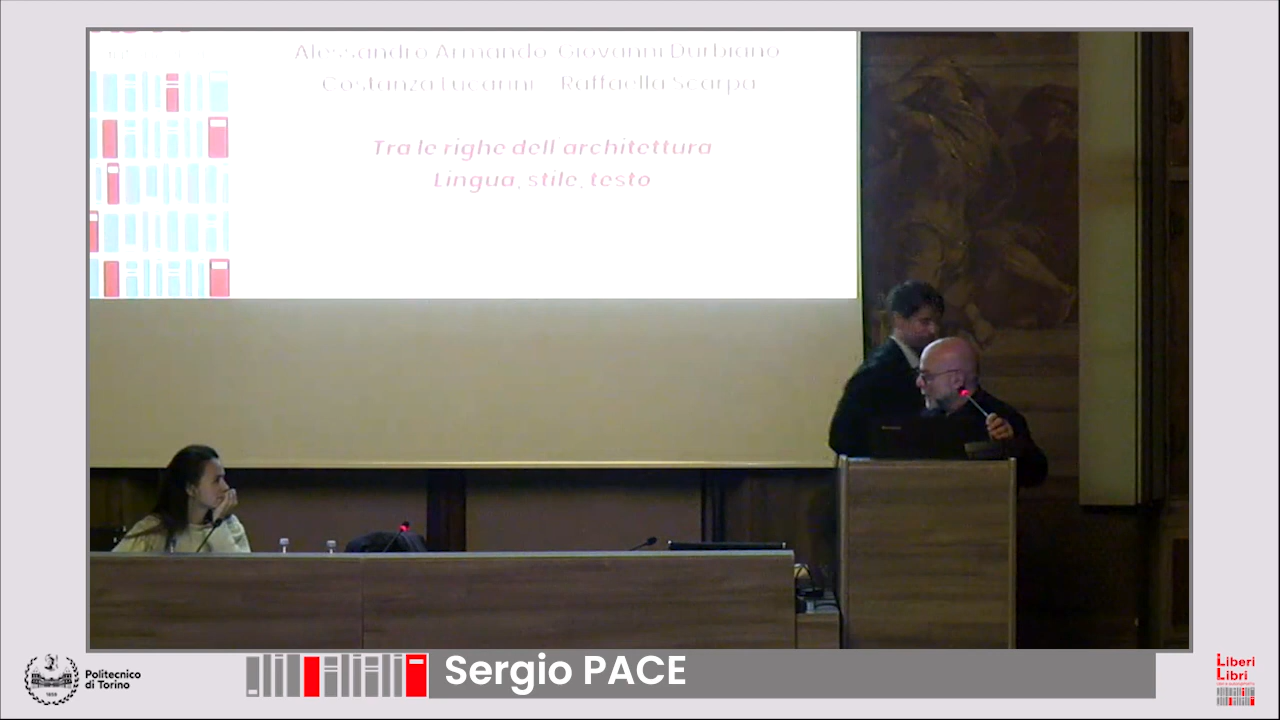 Alessandro Armando Giovanni Durbiano
Costanza Lucarini Raffaella Scarpa
Tra le righe dell architettura
Lingua, stile, testo
Politecnico
di Torino
Sergio PACE
Liberi
Libri